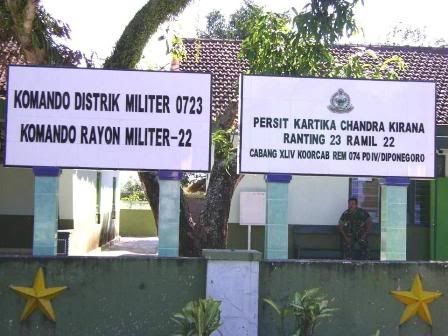 KOMANDO DISTRIK MILITER 0723
KOMANDO RAYON MILITER-22
PERSIT KARTIKA CHANDRA KIRANA
RANTING 23 RAMIL 22
CABANG XLIV KOORCAB REM 074 PD IV/DIPONEGORO